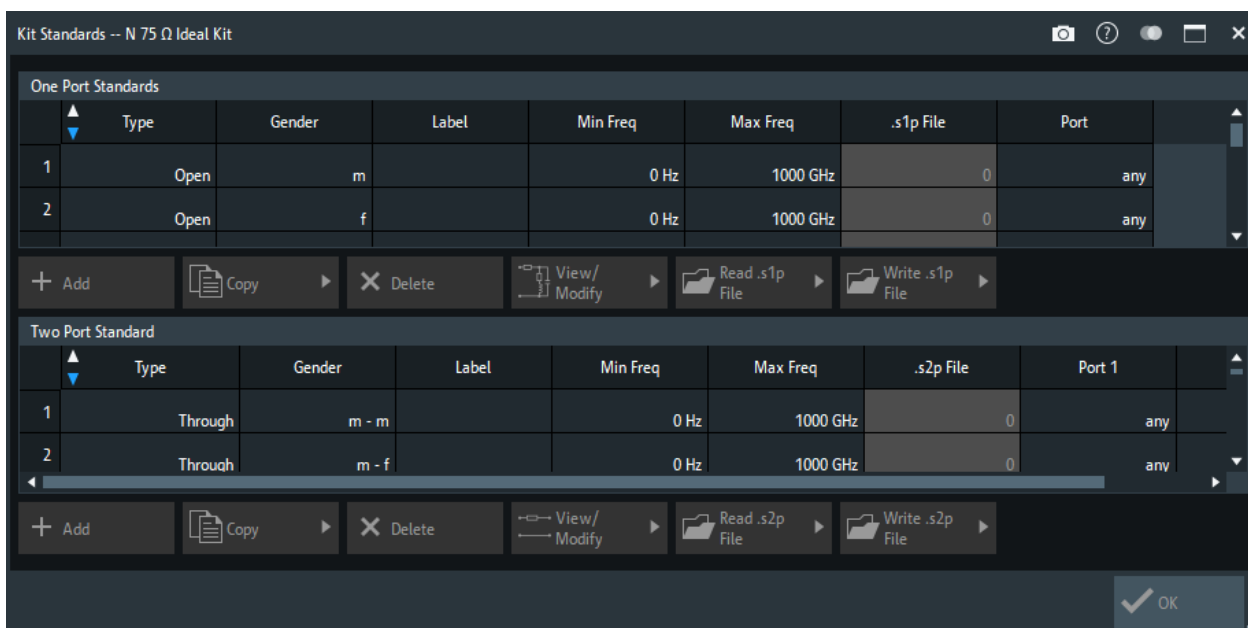 Kit Standards -- N 75 Ω Ideal Kit
One Port Standards
Type Gender Label Min Freq Max Freq .s1p File Port
1 Open m 0 Hz 1000 GHz 0 any
2 Open f 0 Hz 1000 GHz 0 any
Add Copy Delete View/ Modify Read .s1p File Write .s1p File
Two Port Standard
Type Gender Label Min Freq Max Freq .s2p File Port 1
1 Through m - m 0 Hz 1000 GHz 0 any
2 Through m - f 0 Hz 1000 GHz 0 any
Add Copy Delete View/ Modify Read .s2p File Write .s2p File
OK